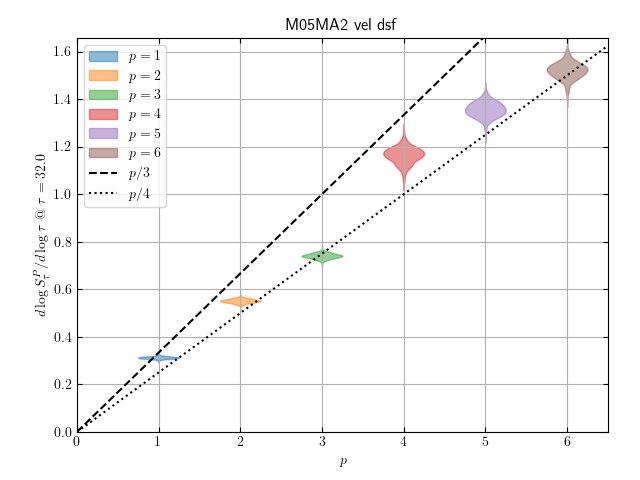 M05MA2 vel dsf
d log S_τ^P / d log τ @ τ = 32.0
1.6
1.4
1.2
1.0
0.8
0.6
0.4
0.2
0.0
p = 1
p = 2
p = 3
p = 4
p = 5
p = 6
p/3
p/4
0 1 2 3 4 5 6
p